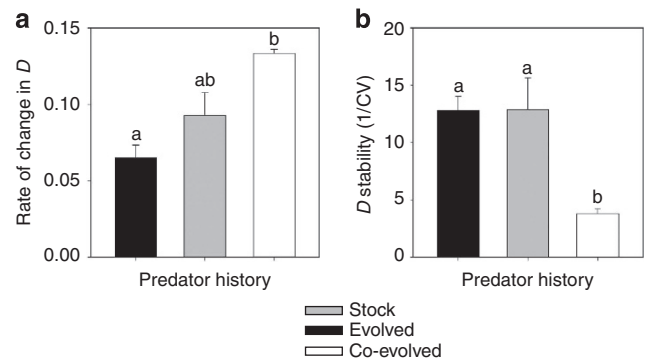 a
Rate of change in D
0.15
0.10
0.05
0.00
a
ab
b
Predator history
b
D stability (1/CV)
20
15
10
5
0
a
a
b
Predator history
Stock
Evolved
Co-evolved